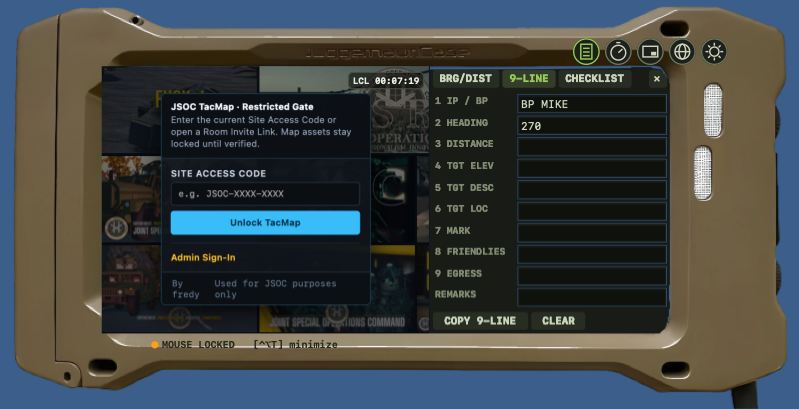 LCL 00:07:19
JSOC TacMap · Restricted Gate
Enter the current Site Access Code or
open a Room Invite Link. Map assets stay
locked until verified.
SITE ACCESS CODE
e.g. JSOC-XXXX-XXXX
Unlock TacMap
Admin Sign-In
By fredy
Used for JSOC purposes only
JOINT SPECIAL OPERATIONS COMMAND
BRG/DIST 9-LINE CHECKLIST ×
1 IP / BP BP MIKE
2 HEADING 270
3 DISTANCE
4 TGT ELEV
5 TGT DESC
6 TGT LOC
7 MARK
8 FRIENDLIES
9 EGRESS
REMARKS
COPY 9-LINE CLEAR
MOUSE LOCKED [^⌥T] minimize